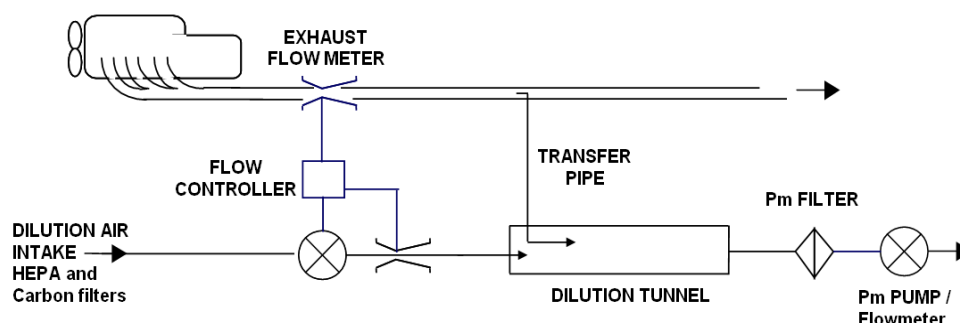 EXHAUST
FLOW METER
FLOW
CONTROLLER
TRANSFER
PIPE
Pm FILTER
DILUTION AIR
INTAKE
HEPA and
Carbon filters
DILUTION TUNNEL
Pm PUMP /
Flowmeter